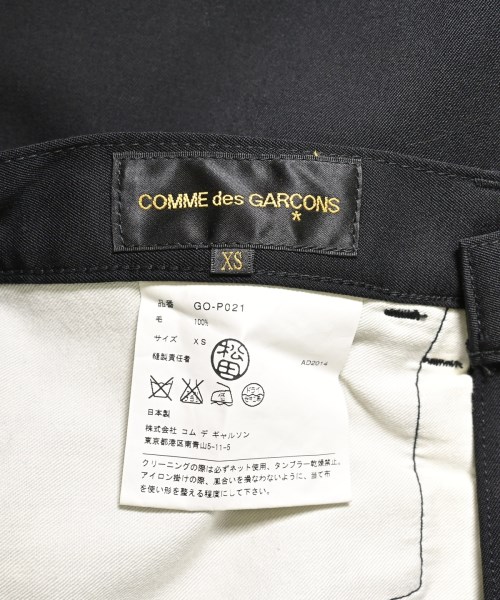 COMME des GARÇONS
*
XS
品番 GO-P021
毛 100%
サイズ XS
縫製責任者 松田
AD2014
日本製
株式会社 コム デ ギャルソン
東京都港区南青山5-11-5
クリーニングの際は必ずネット使用、タンブラー乾燥禁止。
アイロン掛けの際、風合いを損なわないように、当て布
を使い形を整える程度にして下さい。